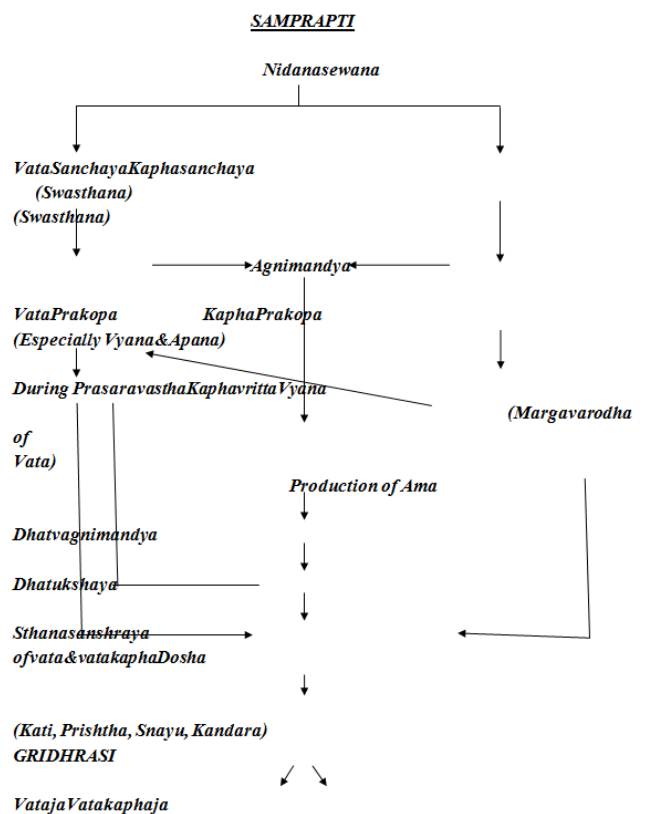 SAMPRAPTI
Nidanasewana
VataSanchayaKaphasanchaya
(Swasthana)
(Swasthana)
Agnimandya
VataPrakopa KaphaPrakopa
(Especially Vyana&Apana)
During PrasaravasthaKaphavrittaVyana
(Margavarodha
of
Vata)
Production of Ama
Dhatvagnimandya
Dhatukshaya
Sthanasanshraya
ofvata&vatakaphaDosha
(Kati, Prishtha, Snayu, Kandara)
GRIDHRASI
VatajaVatakaphaja